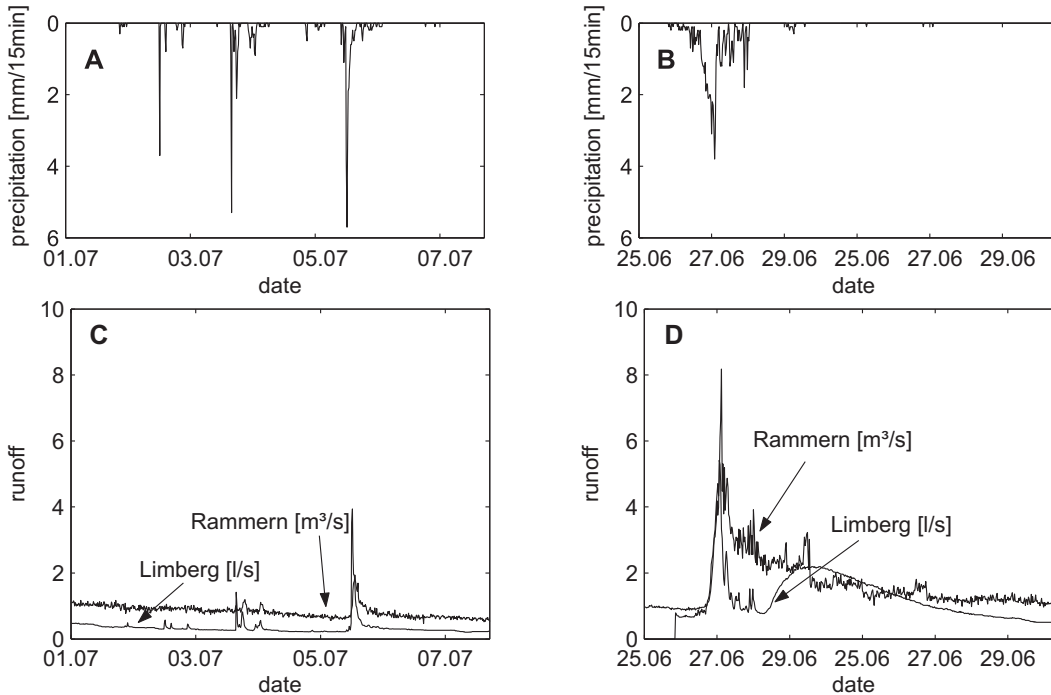 A
precipitation [mm/15min]
0
2
4
6
01.07
03.07
05.07
07.07
date
B
precipitation [mm/15min]
0
2
4
6
25.06
27.06
29.06
25.06
27.06
29.06
date
C
runoff
10
8
6
4
2
0
Rammern [m³/s]
Limberg [l/s]
01.07
03.07
05.07
07.07
date
D
runoff
10
8
6
4
2
0
Rammern [m³/s]
Limberg [l/s]
25.06
27.06
29.06
25.06
27.06
29.06
date